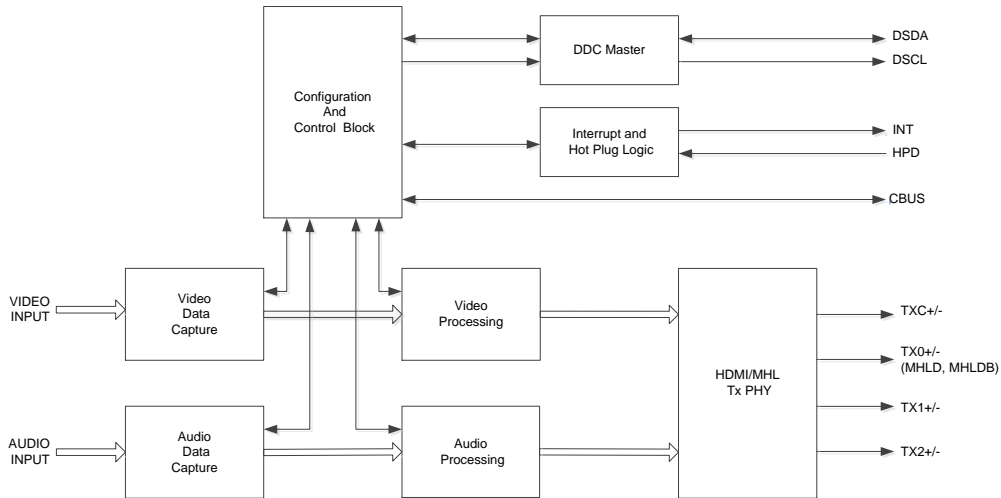 DDC Master
DSDA
DSCL
Configuration
And
Control Block
Interrupt and
Hot Plug Logic
INT
HPD
CBUS
VIDEO
INPUT
Video
Data
Capture
Video
Processing
HDMI/MHL
Tx PHY
TXC+/-
TX0+/-
(MHLD, MHLDB)
TX1+/-
TX2+/-
AUDIO
INPUT
Audio
Data
Capture
Audio
Processing